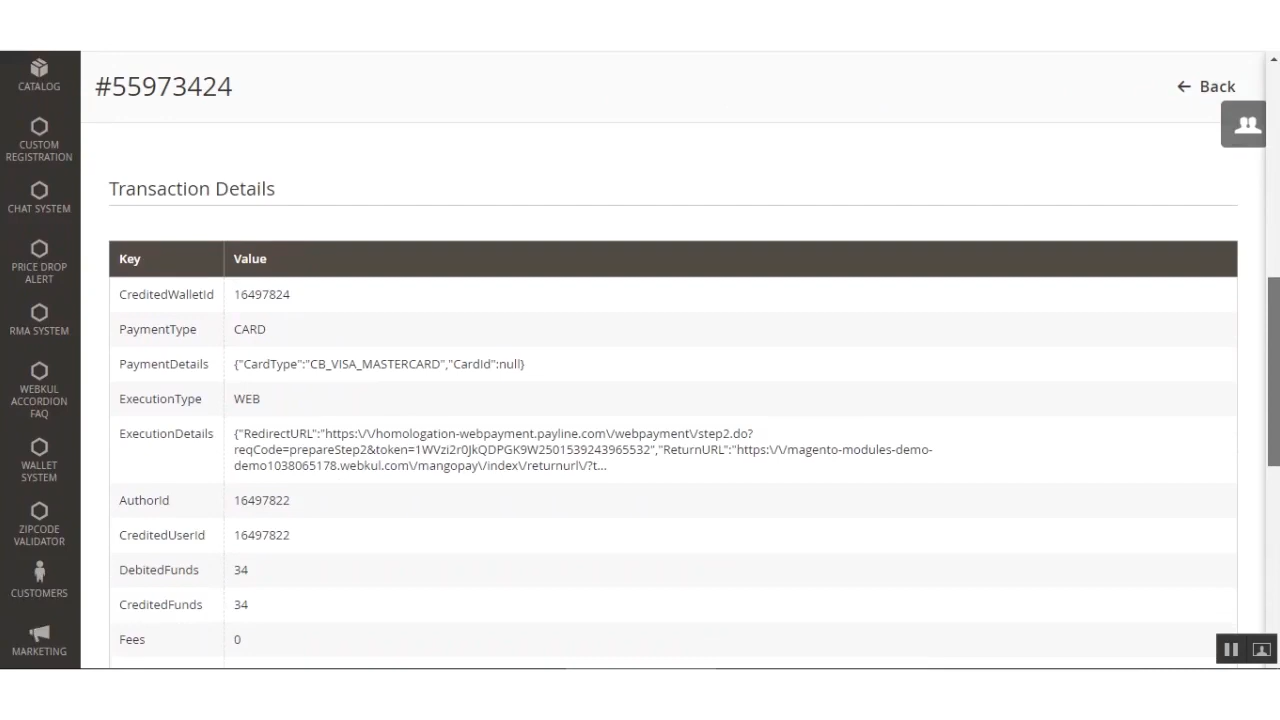 CATALOG
CUSTOM
REGISTRATION
CHAT SYSTEM
PRICE DROP
ALERT
RMA SYSTEM
WEBKUL
ACCORDION
FAQ
WALLET
SYSTEM
ZIPCODE
VALIDATOR
CUSTOMERS
MARKETING
#55973424
Back
Transaction Details
Key Value
CreditedWalletId 16497824
PaymentType CARD
PaymentDetails {"CardType":"CB_VISA_MASTERCARD","CardId":null}
ExecutionType WEB
ExecutionDetails {"RedirectURL":"https:\/\/homologation-webpayment.payline.com\/webpayment\/step2.do?
reqCode=prepareStep2&token=1WVzi2r0JkQDPGK9W2501539243965532","ReturnURL":"https:\/\/magento-modules-demo-
demo1038065178.webkul.com\/mangopay\/index\/returnurl\/?t...
AuthorId 16497822
CreditedUserId 16497822
DebitedFunds 34
CreditedFunds 34
Fees 0